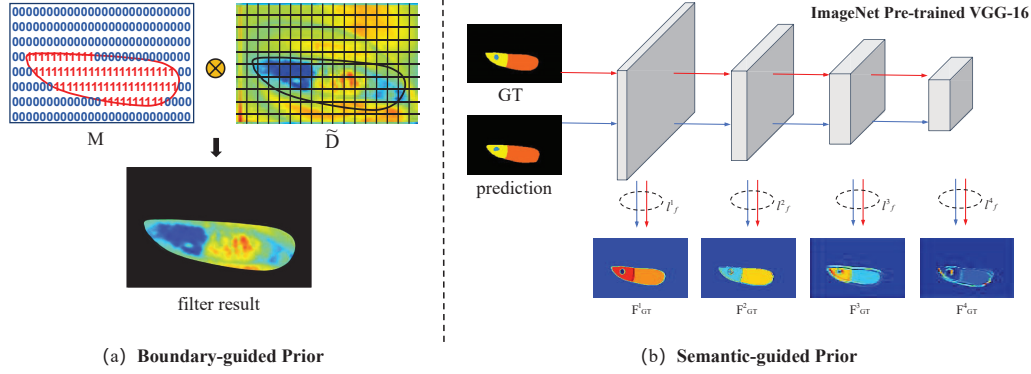 M
D̃
filter result
(a) Boundary-guided Prior
ImageNet Pre-trained VGG-16
GT
prediction
l¹f
l²f
l³f
l⁴f
F¹GT
F²GT
F³GT
F⁴GT
(b) Semantic-guided Prior